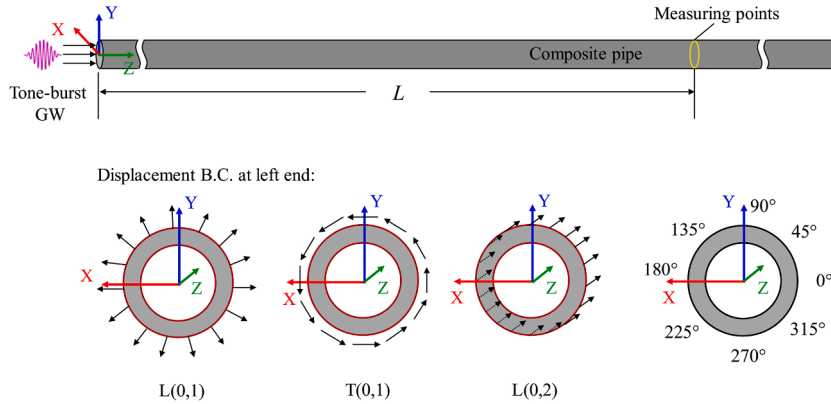 Measuring points
Y
X
Z
Composite pipe
Tone-burst
GW
L
Displacement B.C. at left end:
Y
X
Z
L(0,1)
Y
X
Z
T(0,1)
Y
X
Z
L(0,2)
Y
90°
135°
45°
180°
0°
X
Z
225°
315°
270°